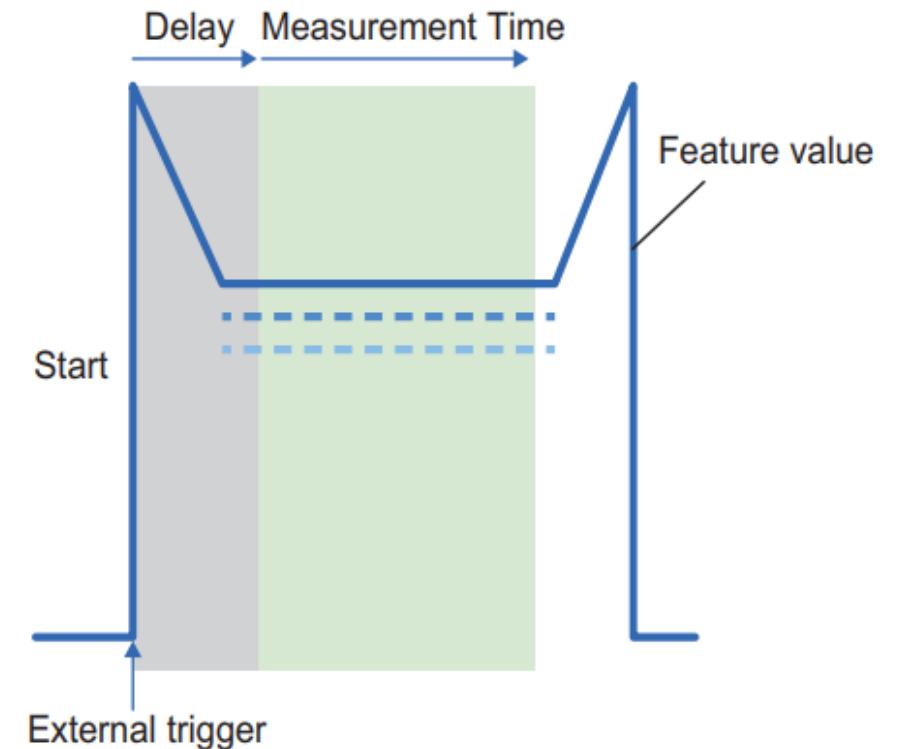 Delay
Measurement Time
Feature value
Start
External trigger